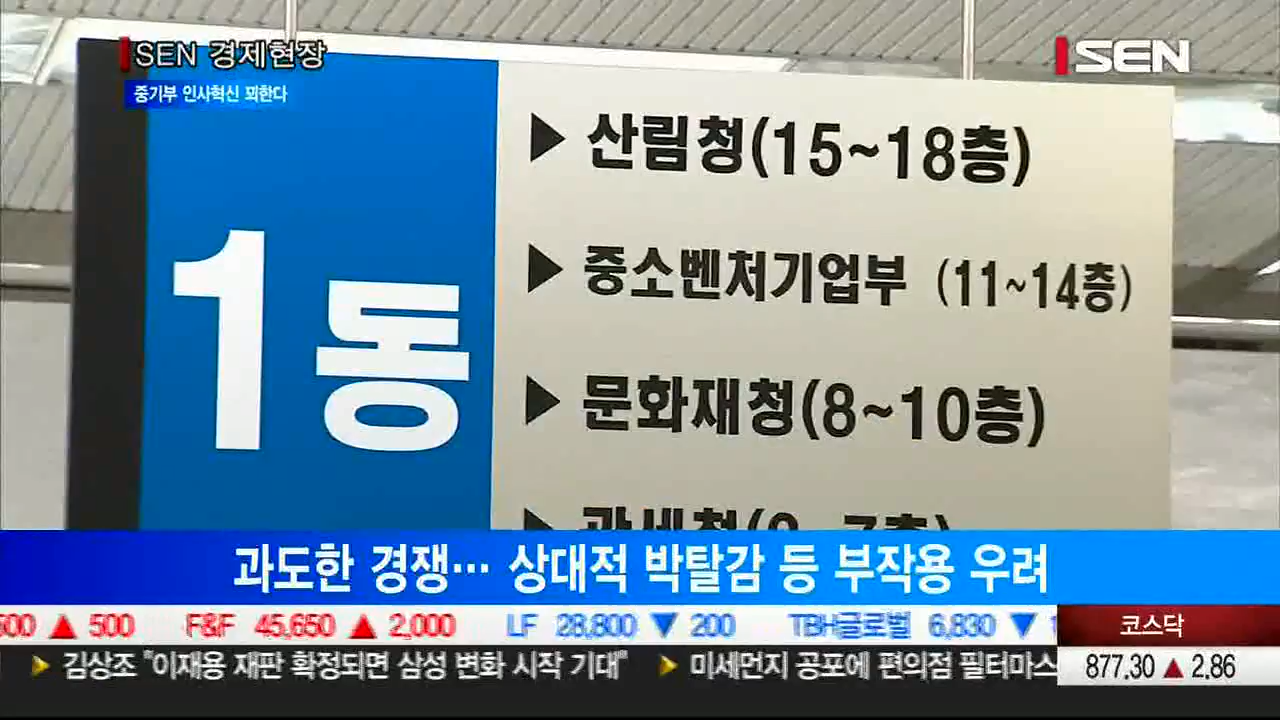 SEN 경제현장
SEN
중기부 인사혁신 꾀한다
1동
▶ 산림청(15~18층)
▶ 중소벤처기업부 (11~14층)
▶ 문화재청(8~10층)
과도한 경쟁… 상대적 박탈감 등 부작용 우려
500 ▲ 500 F&F 45,650 ▲ 2,000 LF 28,800 ▼ 200 TBH글로벌 6,830 ▼
코스닥
김상조 "이재용 재판 확정되면 삼성 변화 시작 기대" 미세먼지 공포에 편의점 필터마스
877.30 ▲ 2.86